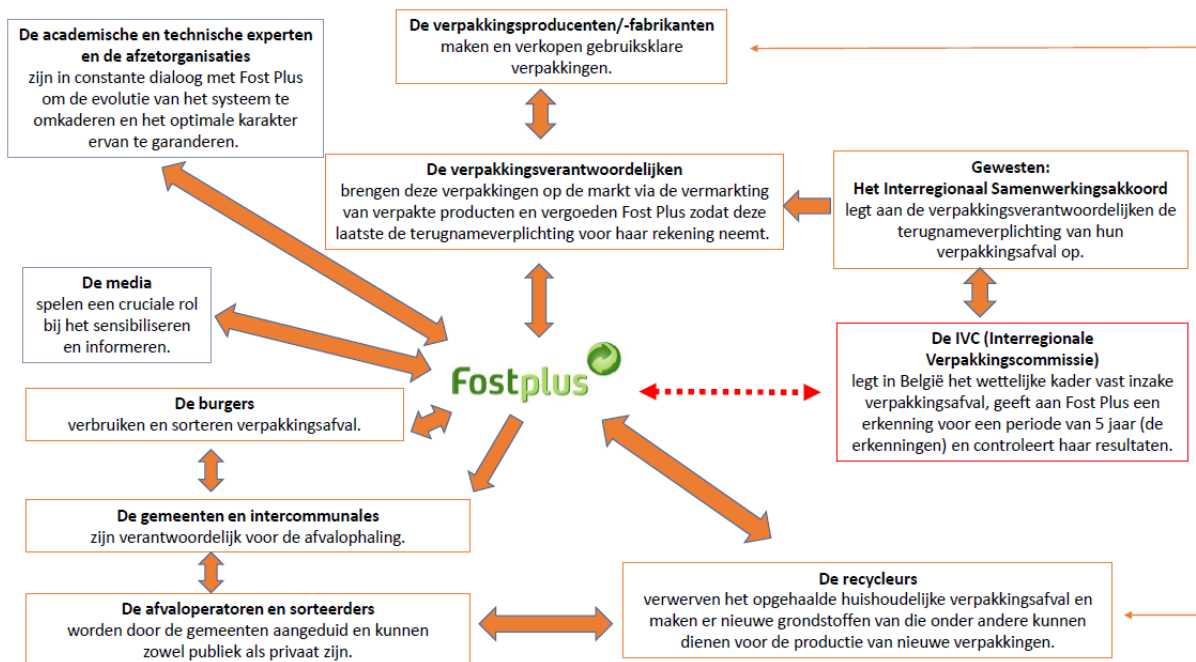 De academische en technische experten
en de afzetorganisaties
zijn in constante dialoog met Fost Plus
om de evolutie van het systeem te
omkaderen en het optimale karakter
ervan te garanderen.
De verpakkingsproducenten/-fabrikanten
maken en verkopen gebruiksklare
verpakkingen.
De verpakkingsverantwoordelijken
brengen deze verpakkingen op de markt via de vermarkting
van verpakte producten en vergoeden Fost Plus zodat deze
laatste de terugnameverplichting voor haar rekening neemt.
Gewesten:
Het Interregionaal Samenwerkingsakkoord
legt aan de verpakkingsverantwoordelijken de
terugnameverplichting van hun
verpakkingsafval op.
De media
spelen een cruciale rol
bij het sensibiliseren
en informeren.
Fostplus
De IVC (Interregionale
Verpakkingscommissie)
legt in België het wettelijke kader vast inzake
verpakkingsafval, geeft aan Fost Plus een
erkenning voor een periode van 5 jaar (de
erkenningen) en controleert haar resultaten.
De burgers
verbruiken en sorteren verpakkingsafval.
De gemeenten en intercommunales
zijn verantwoordelijk voor de afvalophaling.
De afvaloperatoren en sorteerders
worden door de gemeenten aangeduid en kunnen
zowel publiek als privaat zijn.
De recycleurs
verwerven het opgehaalde huishoudelijke verpakkingsafval en
maken er nieuwe grondstoffen van die onder andere kunnen
dienen voor de productie van nieuwe verpakkingen.